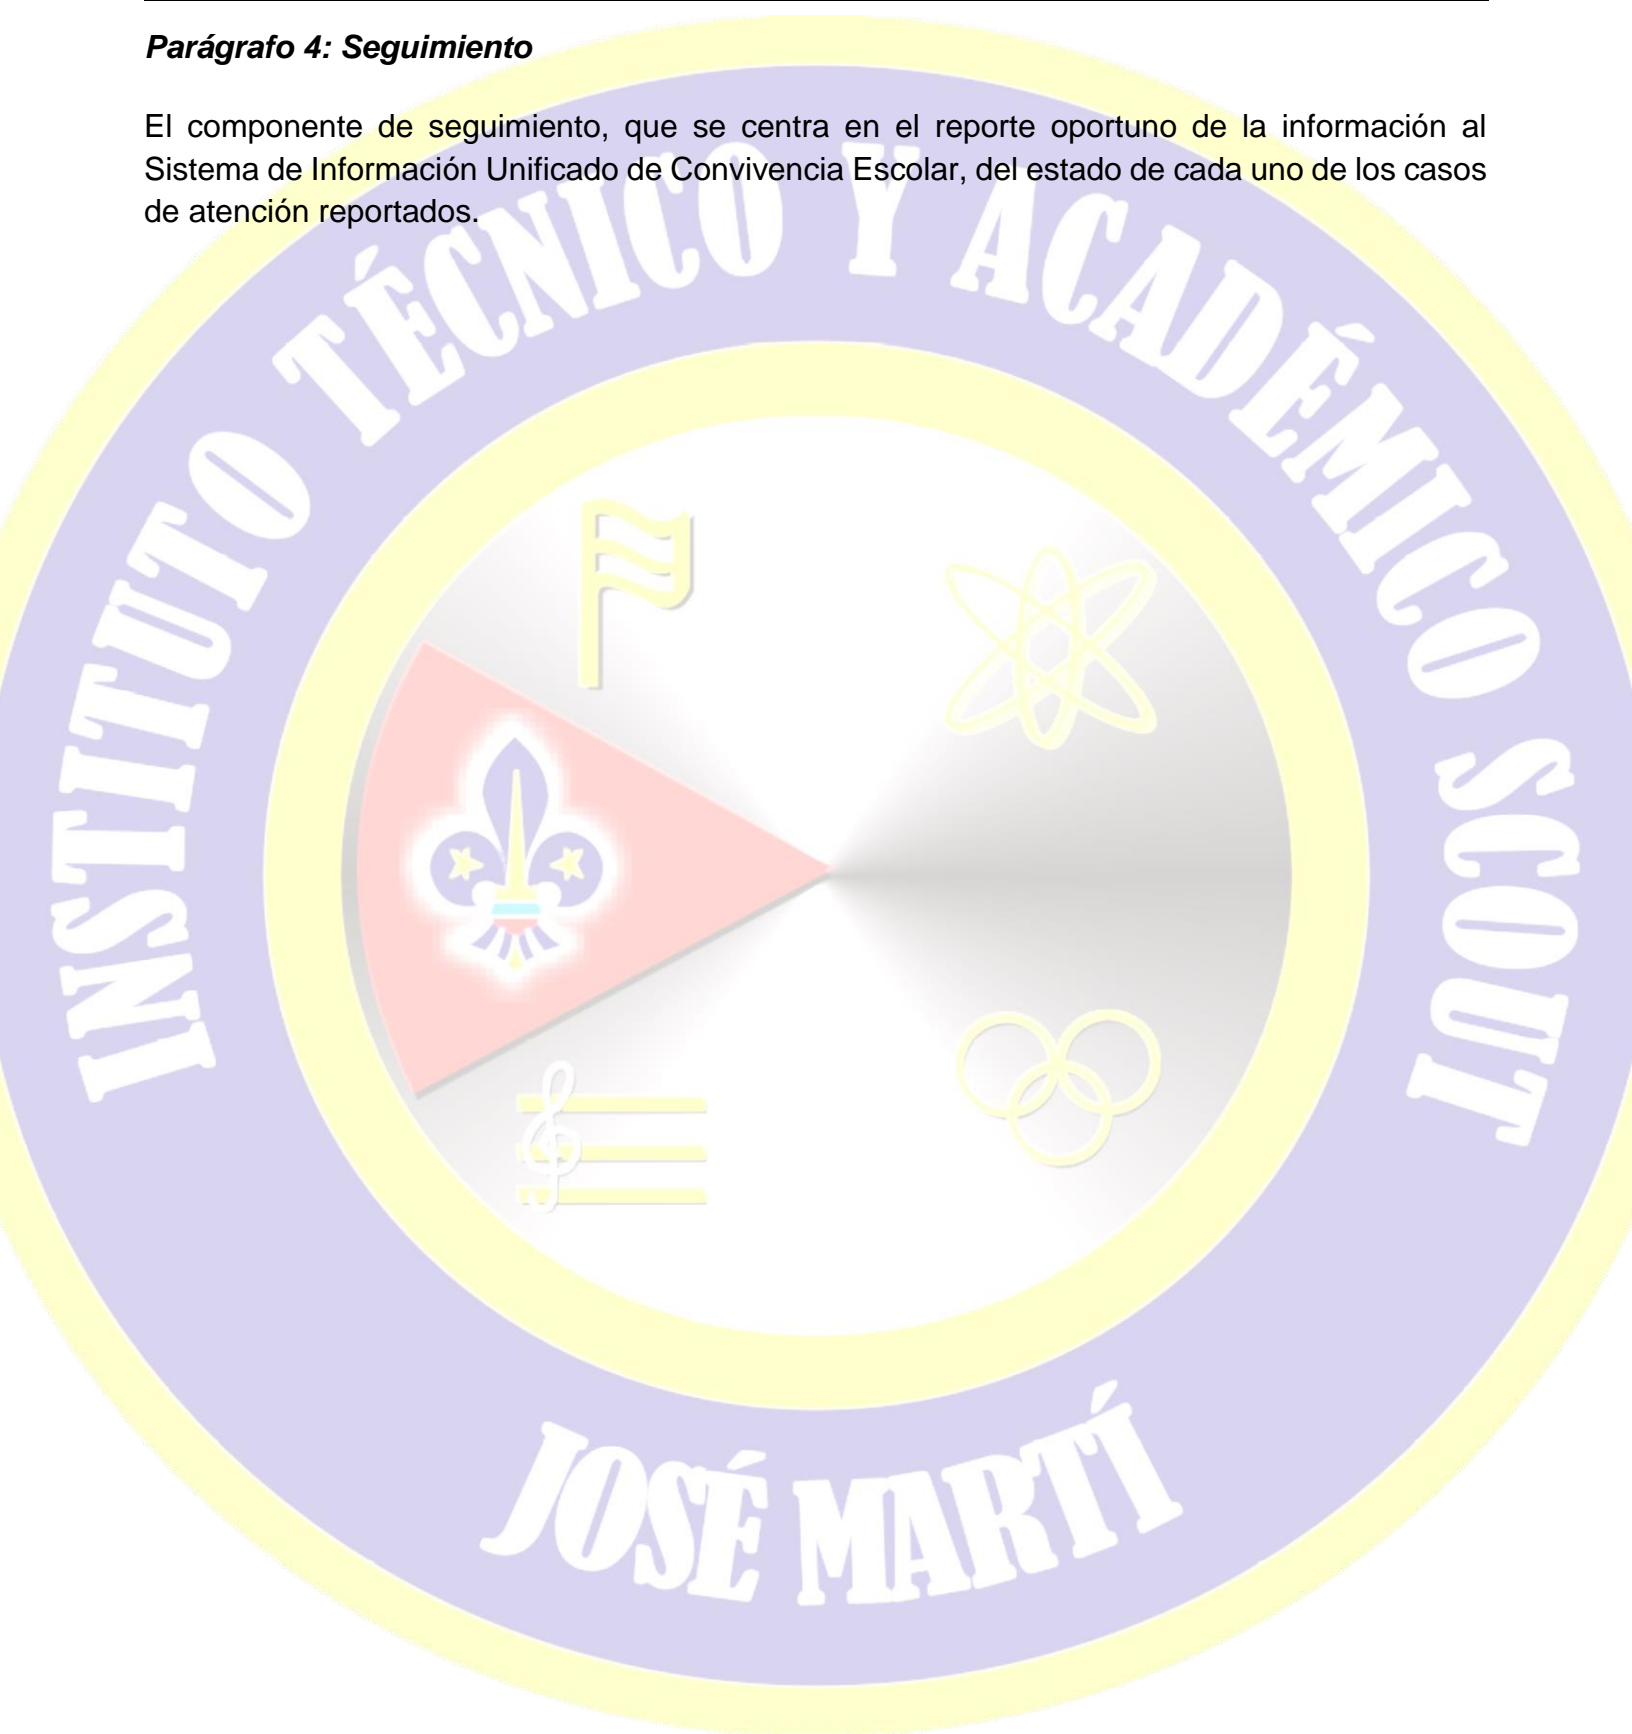 Parágrafo 4: Seguimiento
El componente de seguimiento, que se centra en el reporte oportuno de la información al
Sistema de Información Unificado de Convivencia Escolar, del estado de cada uno de los casos
de atención reportados.
INSTITUTO TÉCNICO Y ACADÉMICO SCOUT
JOSÉ MARTÍ